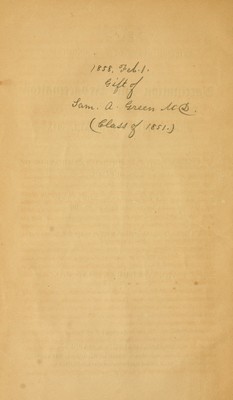 1858, Feb. 1.
Gift of
Sam. A. Green M.D.
(Class of 1851.)